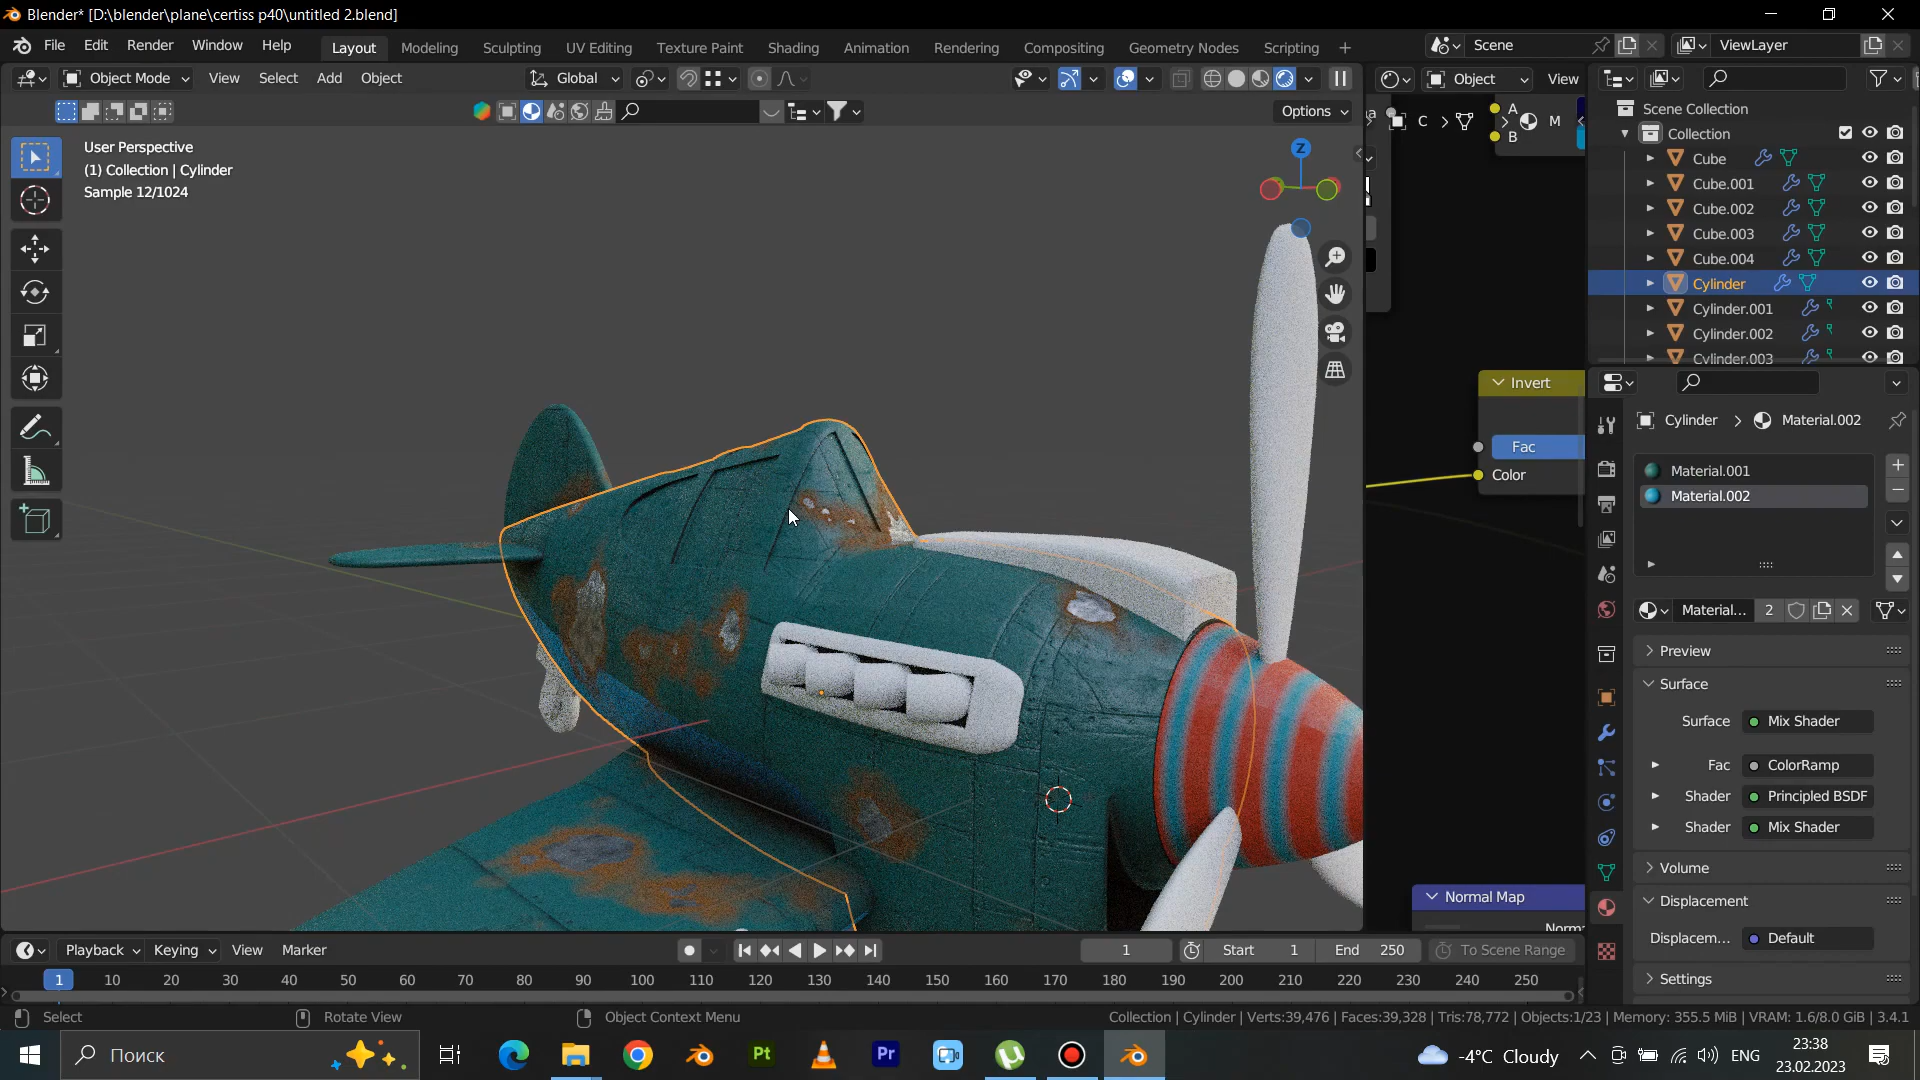 Blender* [D:\blender\plane\certiss p40\untitled 2.blend]
File Edit Render Window Help Layout Modeling Sculpting UV Editing Texture Paint Shading Animation Rendering Compositing Geometry Nodes Scripting Scene ViewLayer
Object Mode View Select Add Object Global Object View
Options C M A B
User Perspective
(1) Collection | Cylinder
Sample 12/1024
Z
Scene Collection
Collection
Cube
Cube.001
Cube.002
Cube.003
Cube.004
Cylinder
Cylinder.001
Cylinder.002
Cylinder.003
Invert
Fac
Color
Normal Map
Cylinder Material.002
Material.001
Material.002
Material... 2
Preview
Surface
Surface Mix Shader
Fac ColorRamp
Shader Principled BSDF
Shader Mix Shader
Volume
Displacement
Displacem... Default
Settings
Playback Keying View Marker 1 Start 1 End 250 To Scene Range
1 10 20 30 40 50 60 70 80 90 100 110 120 130 140 150 160 170 180 190 200 210 220 230 240 250
Select Rotate View Object Context Menu Collection | Cylinder | Verts:39,476 | Faces:39,328 | Tris:78,772 | Objects:1/23 | Memory: 355.5 MiB | VRAM: 1.6/8.0 GiB | 3.4.1
Поиск Pt Pr -4°C Cloudy ENG
23:38
23.02.2023